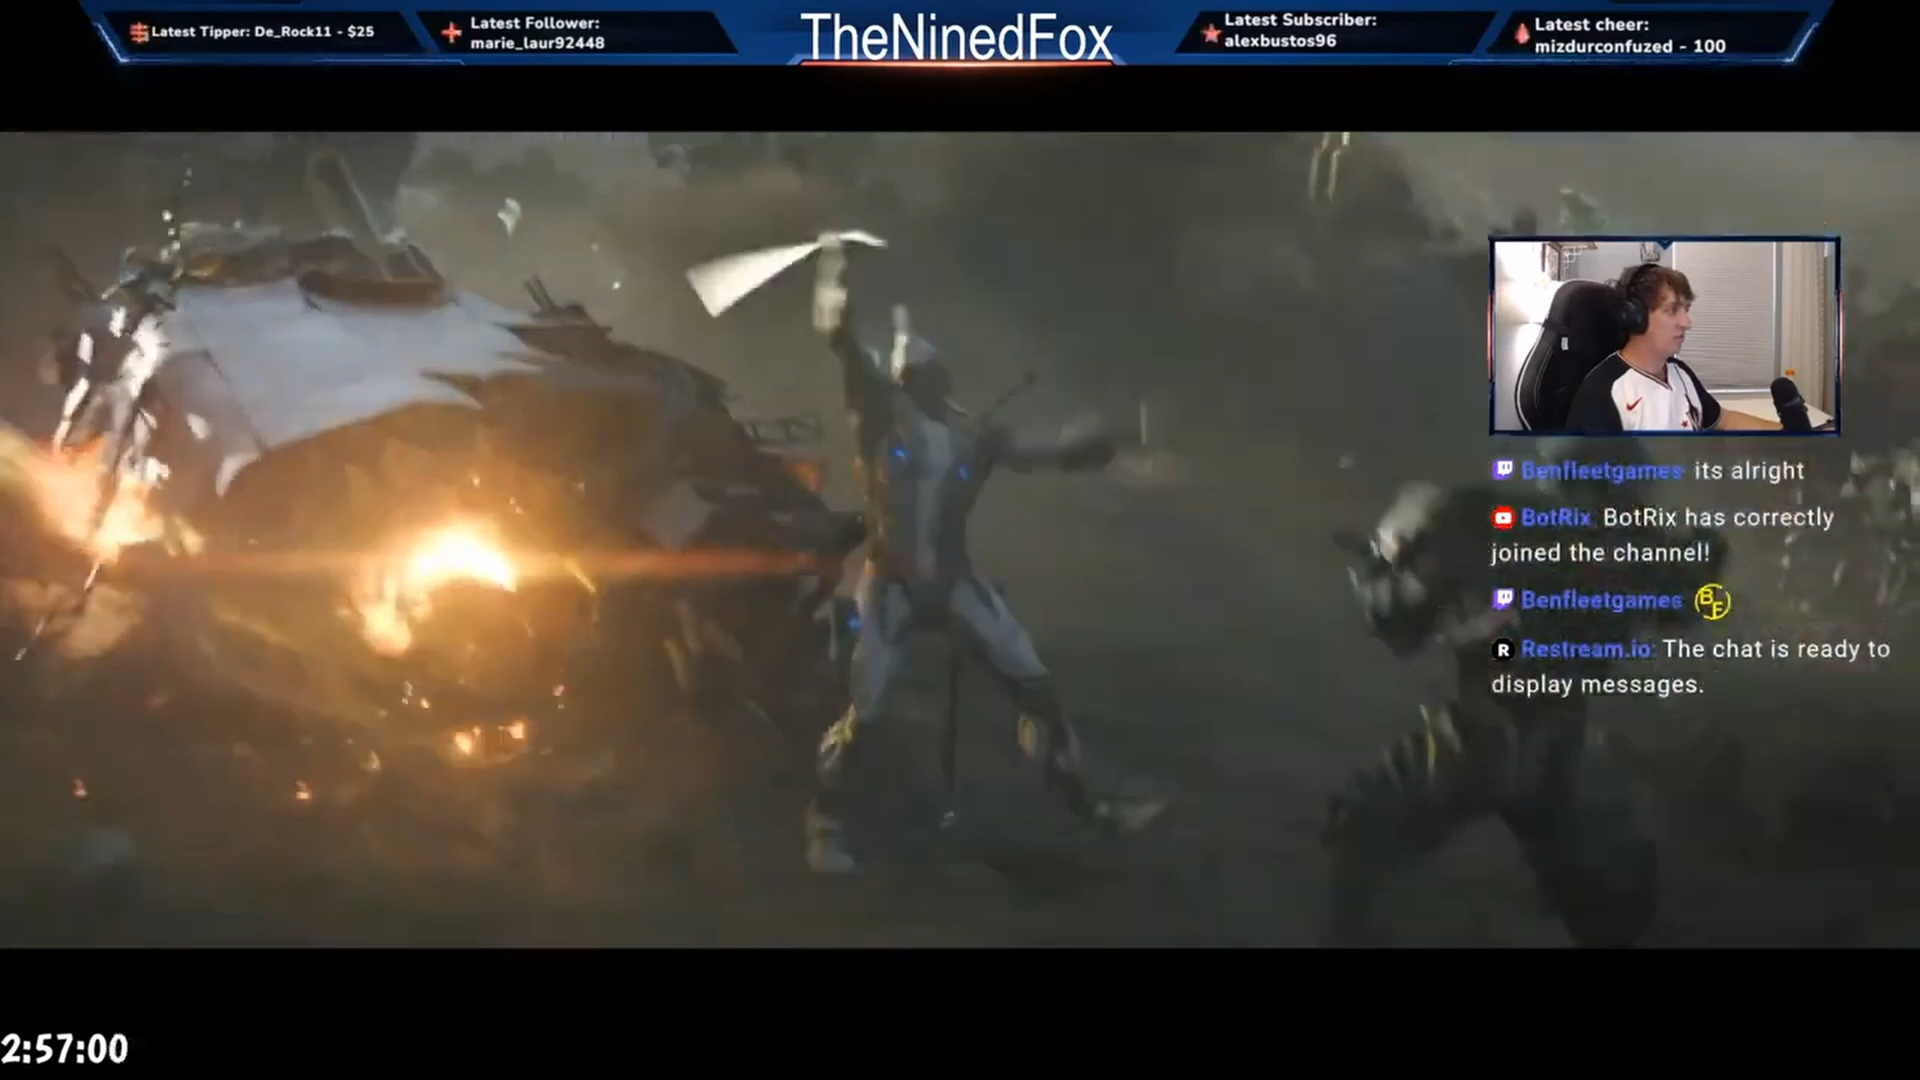 Latest Tipper: De_Rock11 - $25
Latest Follower:
marie_laur92448
TheNinedFox
Latest Subscriber:
alexbustos96
Latest cheer:
mizdurconfuzed - 100
Benfleetgames its alright
BotRix: BotRix has correctly
joined the channel!
Benfleetgames BF
R Restream.io: The chat is ready to
display messages.
2:57:00